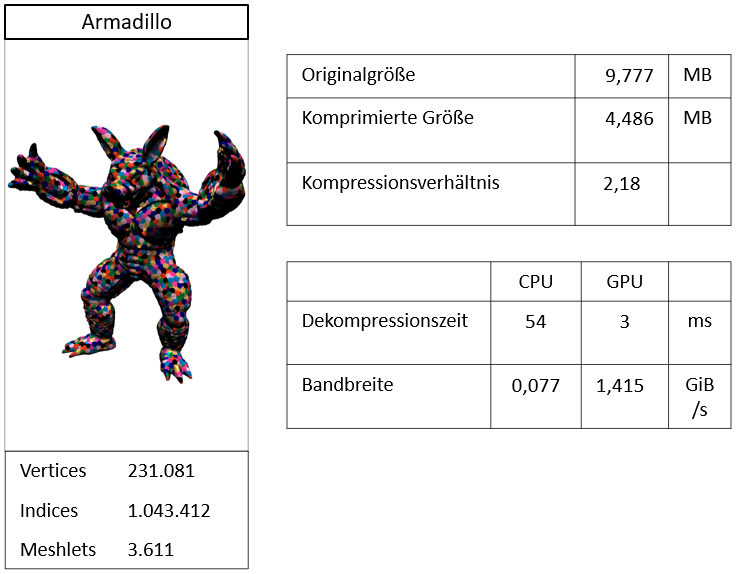 Armadillo
Vertices 231.081
Indices 1.043.412
Meshlets 3.611
Originalgröße 9,777 MB
Komprimierte Größe 4,486 MB
Kompressionsverhältnis 2,18
CPU GPU
Dekompressionszeit 54 3 ms
Bandbreite 0,077 1,415 GiB
/s